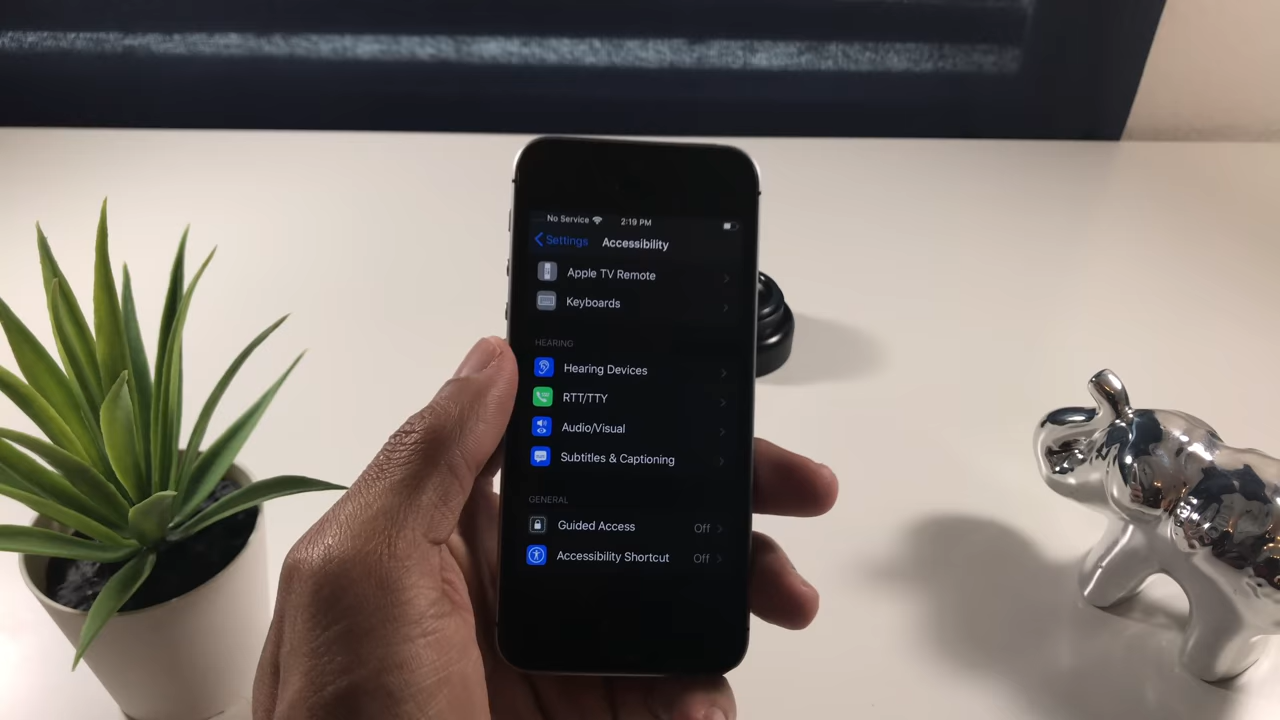 No Service 2:19 PM
Settings Accessibility
Apple TV Remote
Keyboards
HEARING
Hearing Devices
RTT/TTY
Audio/Visual
Subtitles & Captioning
GENERAL
Guided Access Off
Accessibility Shortcut Off